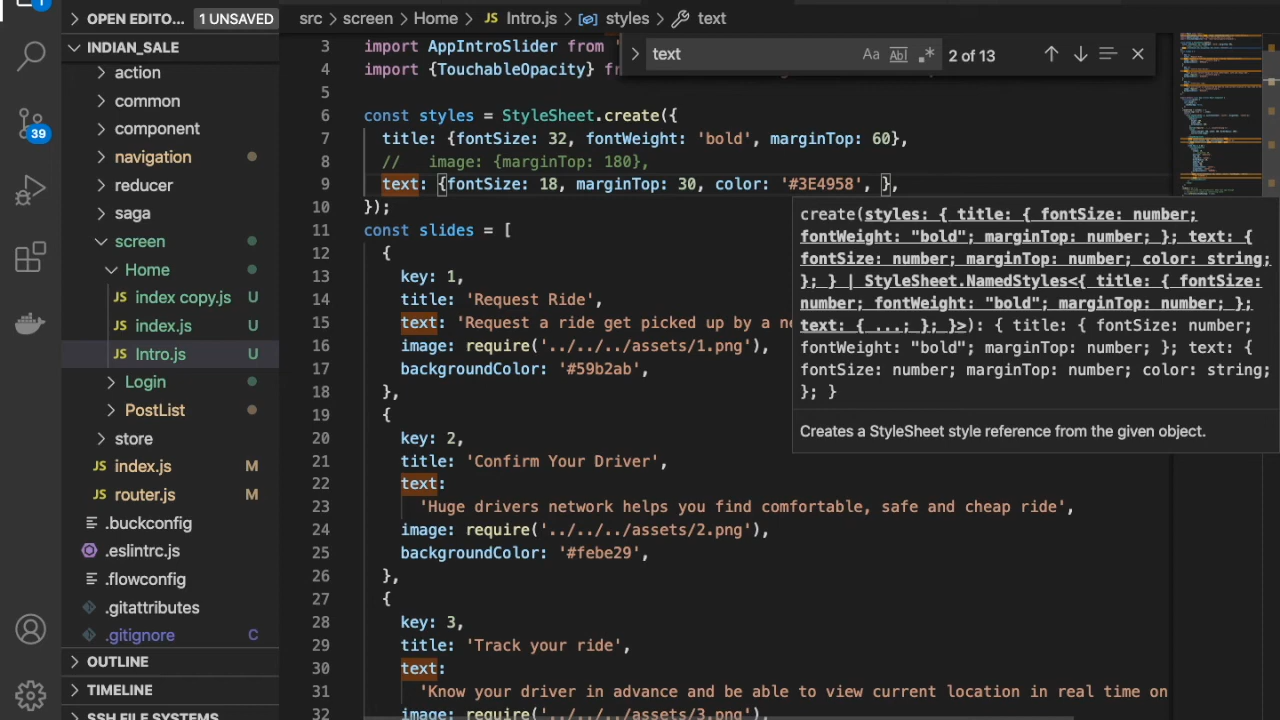 OPEN EDITO... 1 UNSAVED
INDIAN_SALE
action
common
component
navigation
reducer
saga
screen
Home
JS index copy.js U
JS index.js U
JS Intro.js U
Login
PostList
store
JS index.js M
JS router.js M
.buckconfig
.eslintrc.js
.flowconfig
.gitattributes
.gitignore C
OUTLINE
TIMELINE
SSH FILE SYSTEMS
39
src > screen > Home > JS Intro.js > styles > text
text Aa Ab .* 2 of 13
3 import AppIntroSlider from '
4 import {TouchableOpacity} fr
5
6 const styles = StyleSheet.create({
7 title: {fontSize: 32, fontWeight: 'bold', marginTop: 60},
8 // image: {marginTop: 180},
9 text: {fontSize: 18, marginTop: 30, color: '#3E4958', },
10 });
11 const slides = [
12 {
13 key: 1,
14 title: 'Request Ride',
15 text: 'Request a ride get picked up by a ne
16 image: require('../../../assets/1.png'),
17 backgroundColor: '#59b2ab',
18 },
19 {
20 key: 2,
21 title: 'Confirm Your Driver',
22 text:
23 'Huge drivers network helps you find comfortable, safe and cheap ride',
24 image: require('../../../assets/2.png'),
25 backgroundColor: '#febe29',
26 },
27 {
28 key: 3,
29 title: 'Track your ride',
30 text:
31 'Know your driver in advance and be able to view current location in real time on
32 image: require('../../../assets/3.png'),
create(styles: { title: { fontSize: number;
fontWeight: "bold"; marginTop: number; }; text: {
fontSize: number; marginTop: number; color: string;
}; } | StyleSheet.NamedStyles<{ title: { fontSize:
number; fontWeight: "bold"; marginTop: number; };
text: { ...; }; }>): { title: { fontSize: number;
fontWeight: "bold"; marginTop: number; }; text: {
fontSize: number; marginTop: number; color: string;
}; }
Creates a StyleSheet style reference from the given object.